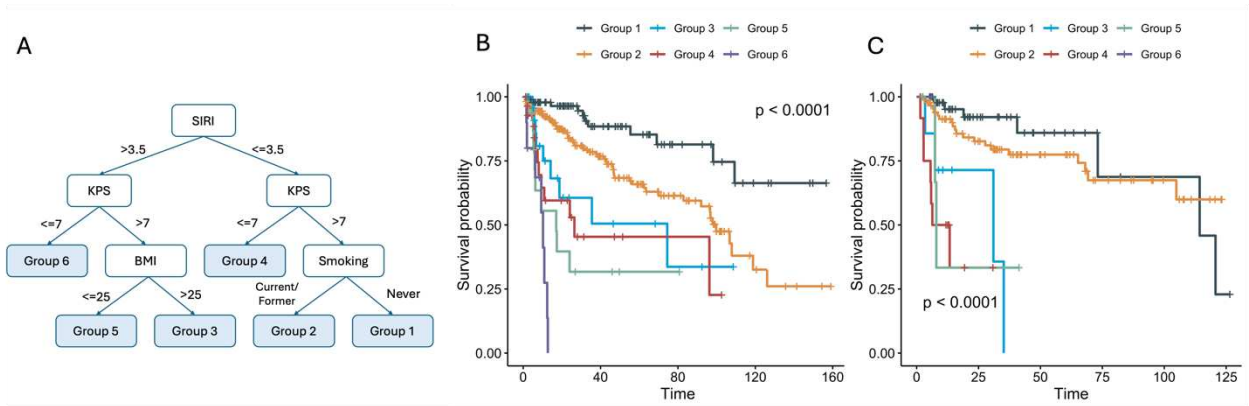 A
SIRI
>3.5
<=3.5
KPS
KPS
<=7
>7
<=7
>7
Group 6
BMI
Group 4
Smoking
<=25
>25
Current/
Former
Never
Group 5
Group 3
Group 2
Group 1
B
Group 1
Group 3
Group 5
Group 2
Group 4
Group 6
p < 0.0001
Survival probability
1.00
0.75
0.50
0.25
0.00
0
40
80
120
160
Time
C
Group 1
Group 3
Group 5
Group 2
Group 4
Group 6
p < 0.0001
Survival probability
1.00
0.75
0.50
0.25
0.00
0
25
50
75
100
125
Time